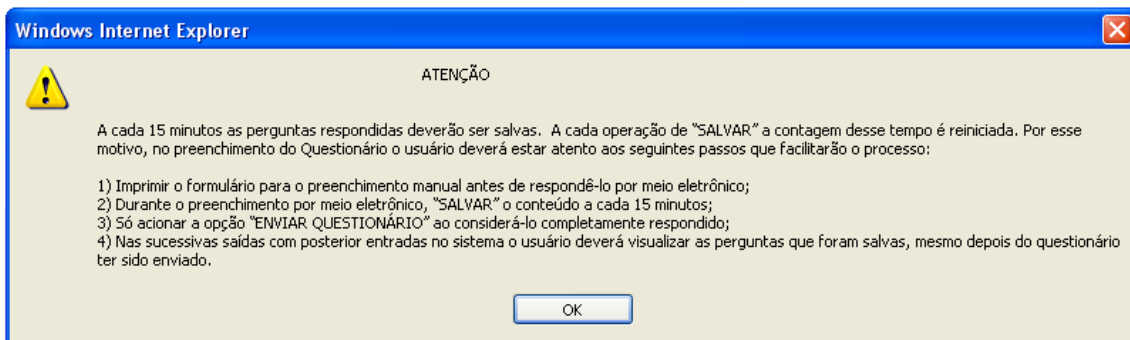 Windows Internet Explorer
ATENÇÃO
A cada 15 minutos as perguntas respondidas deverão ser salvas.  A cada operação de "SALVAR" a contagem desse tempo é reiniciada. Por esse
motivo, no preenchimento do Questionário o usuário deverá estar atento aos seguintes passos que facilitarão o processo:
1) Imprimir o formulário para o preenchimento manual antes de respondê-lo por meio eletrônico;
2) Durante o preenchimento por meio eletrônico, "SALVAR" o conteúdo a cada 15 minutos;
3) Só acionar a opção "ENVIAR QUESTIONÁRIO" ao considerá-lo completamente respondido;
4) Nas sucessivas saídas com posterior entradas no sistema o usuário deverá visualizar as perguntas que foram salvas, mesmo depois do questionário
ter sido enviado.
OK